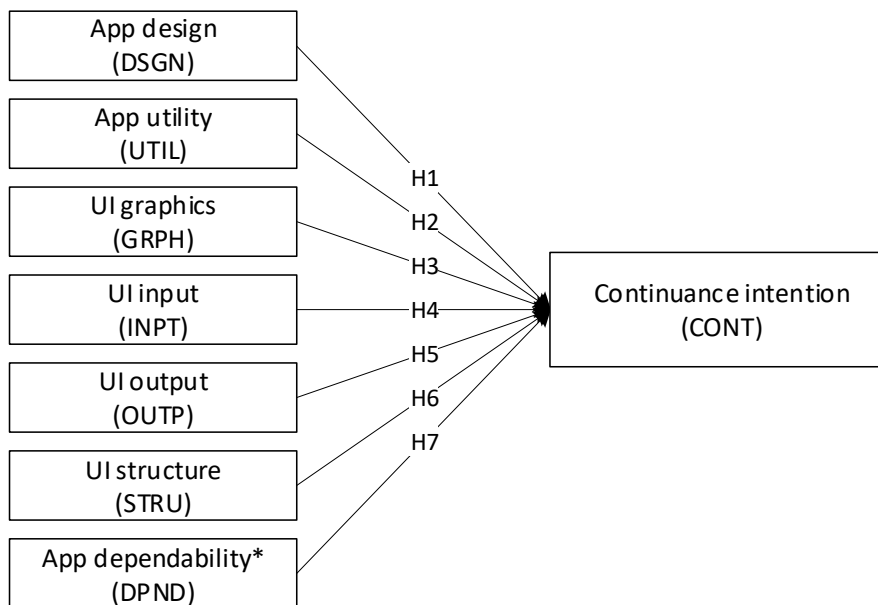 App design
(DSGN)
App utility
(UTIL)
UI graphics
(GRPH)
UI input
(INPT)
UI output
(OUTP)
UI structure
(STRU)
App dependability*
(DPND)
H1
H2
H3
H4
H5
H6
H7
Continuance intention
(CONT)